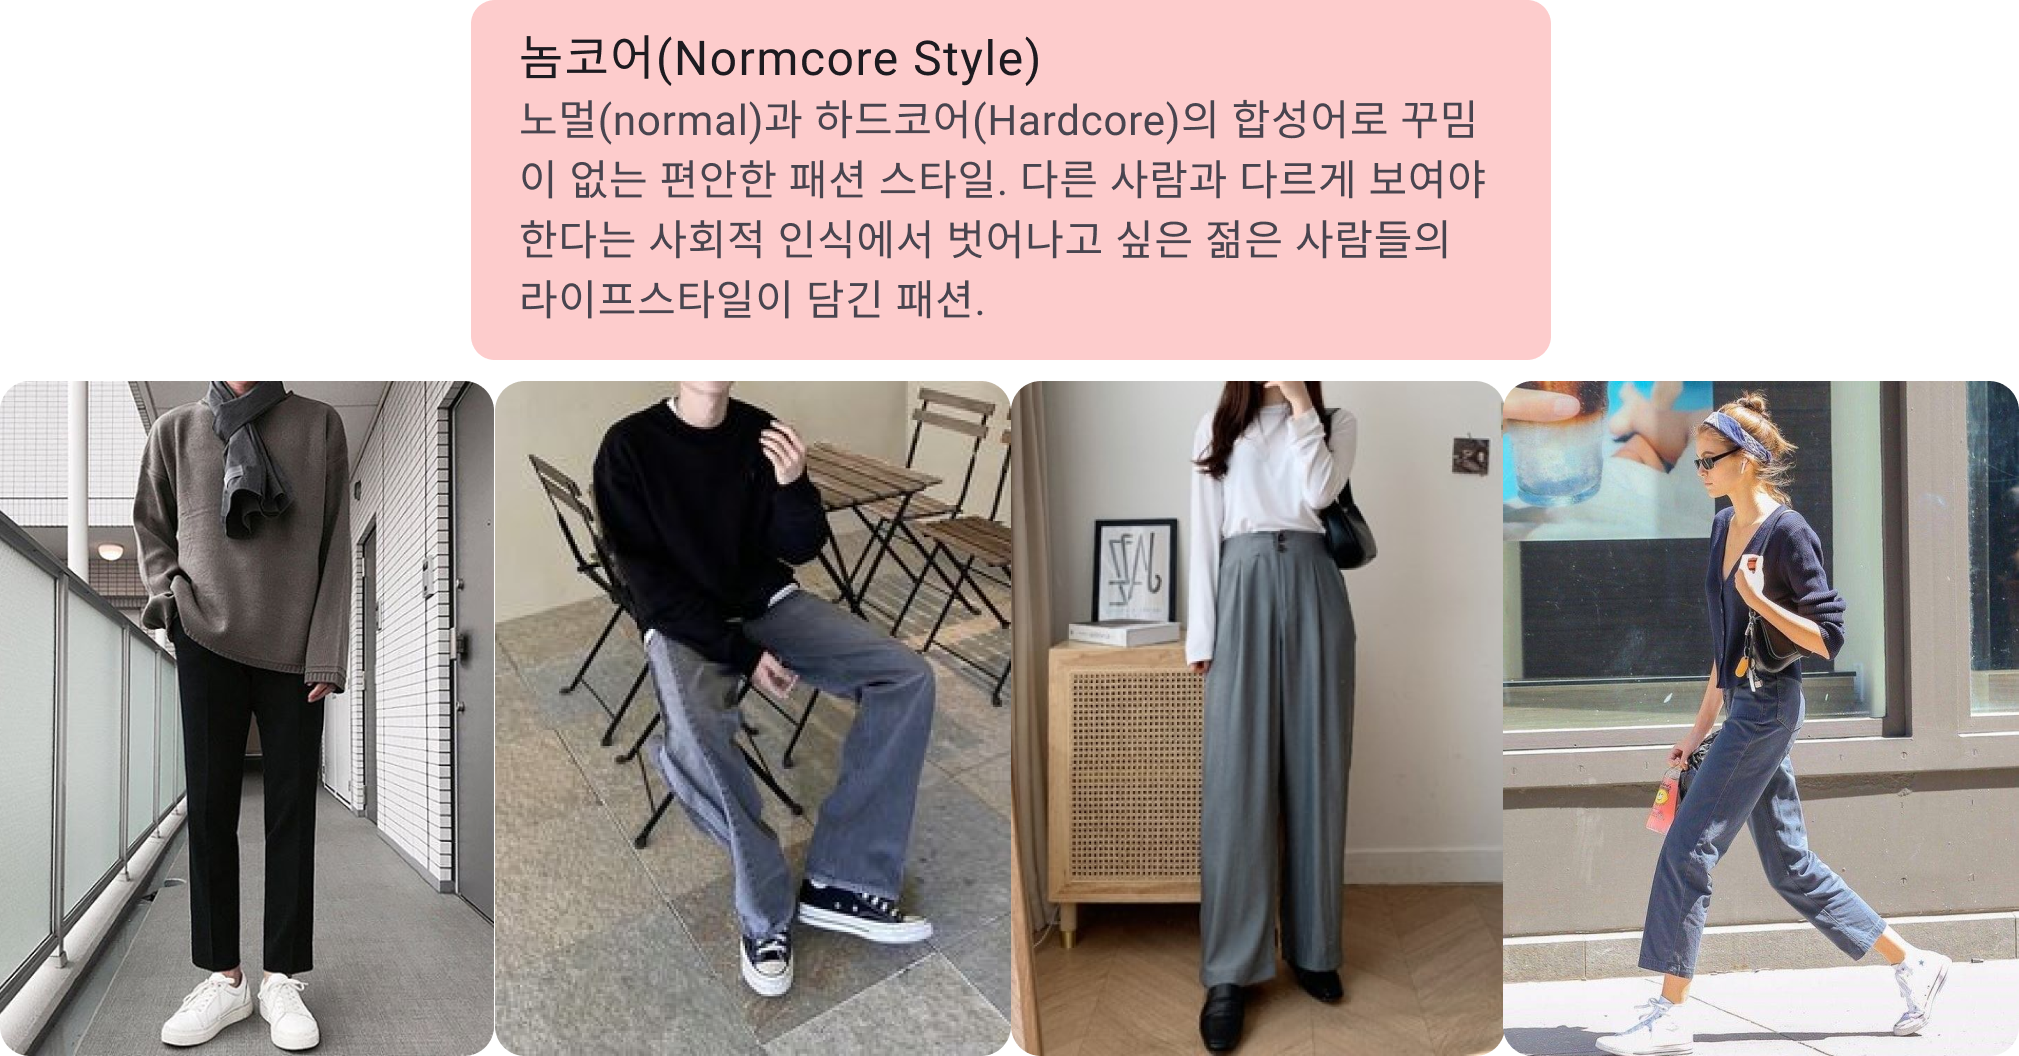 놈코어(Normcore Style)
노멀(normal)과 하드코어(Hardcore)의 합성어로 꾸밈
이 없는 편안한 패션 스타일. 다른 사람과 다르게 보여야
한다는 사회적 인식에서 벗어나고 싶은 젊은 사람들의
라이프스타일이 담긴 패션.